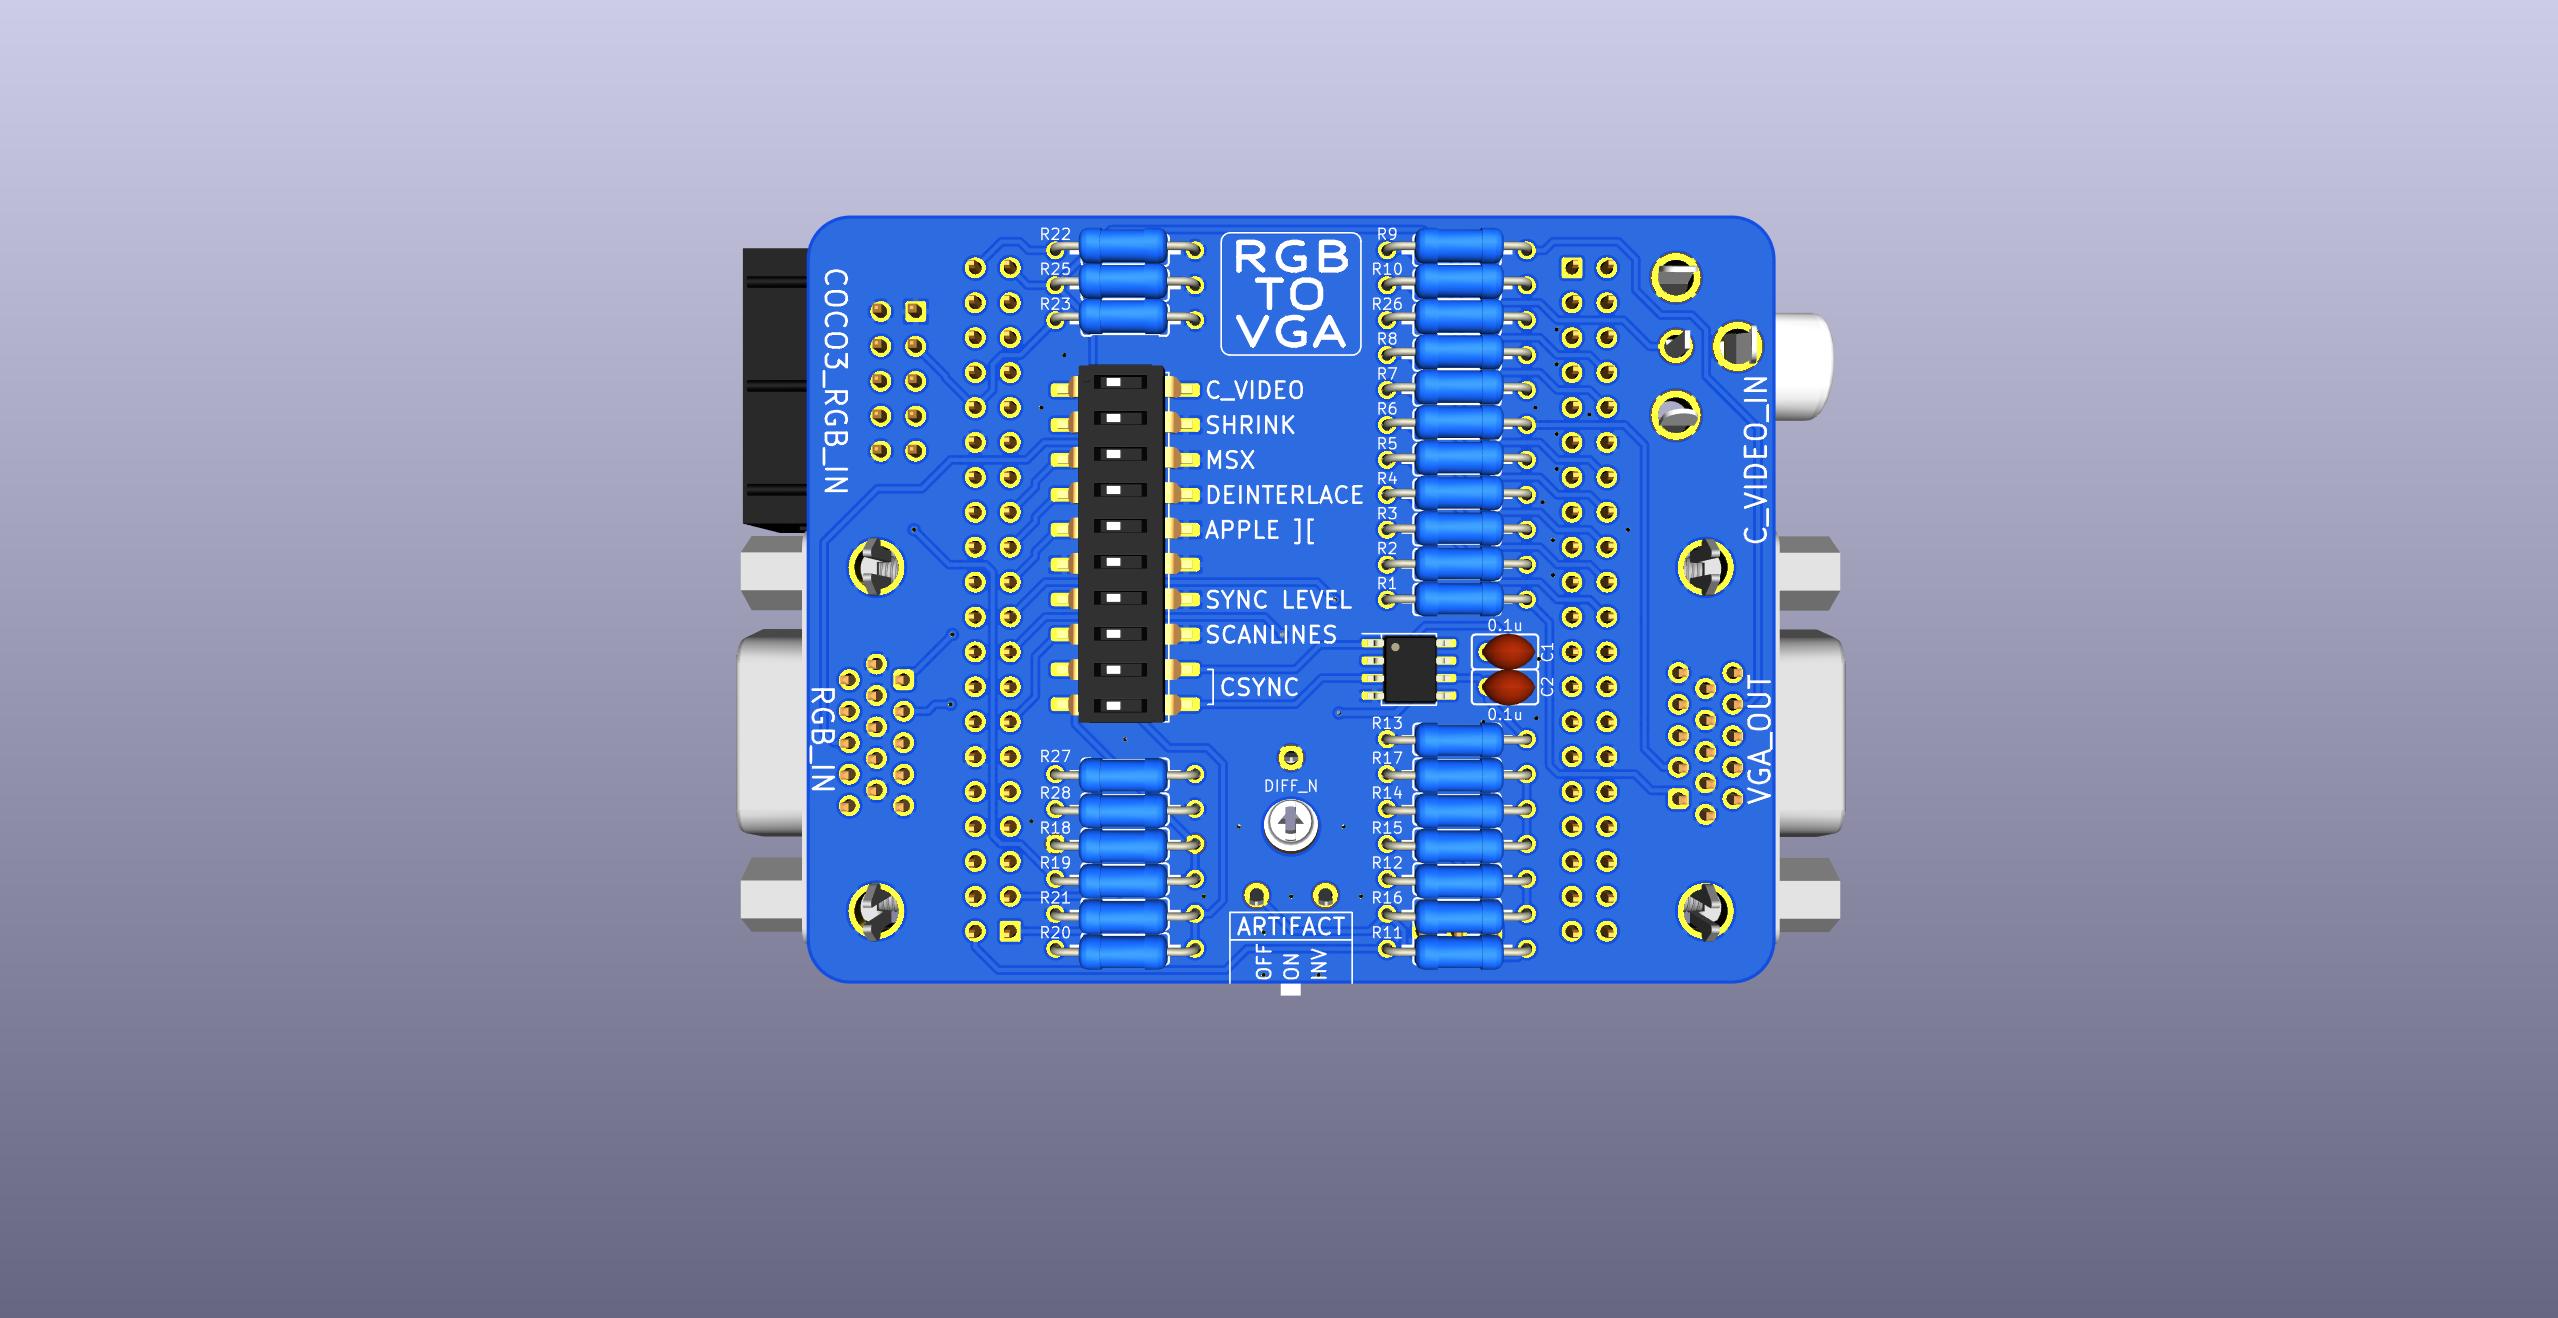 RGB
TO
VGA
R22
R25
R23
R9
R10
R26
R8
R7
R6
R5
R4
R3
R2
R1
COCO3_RGB_IN
C_VIDEO
SHRINK
MSX
DEINTERLACE
APPLE ][
SYNC LEVEL
SCANLINES
CSYNC
C_VIDEO_IN
0.1u
C1
C2
0.1u
RGB_IN
VGA_OUT
R27
R28
R18
R19
R21
R20
DIFF_N
R13
R17
R14
R15
R12
R16
R11
ARTIFACT
OFF
ON
INV